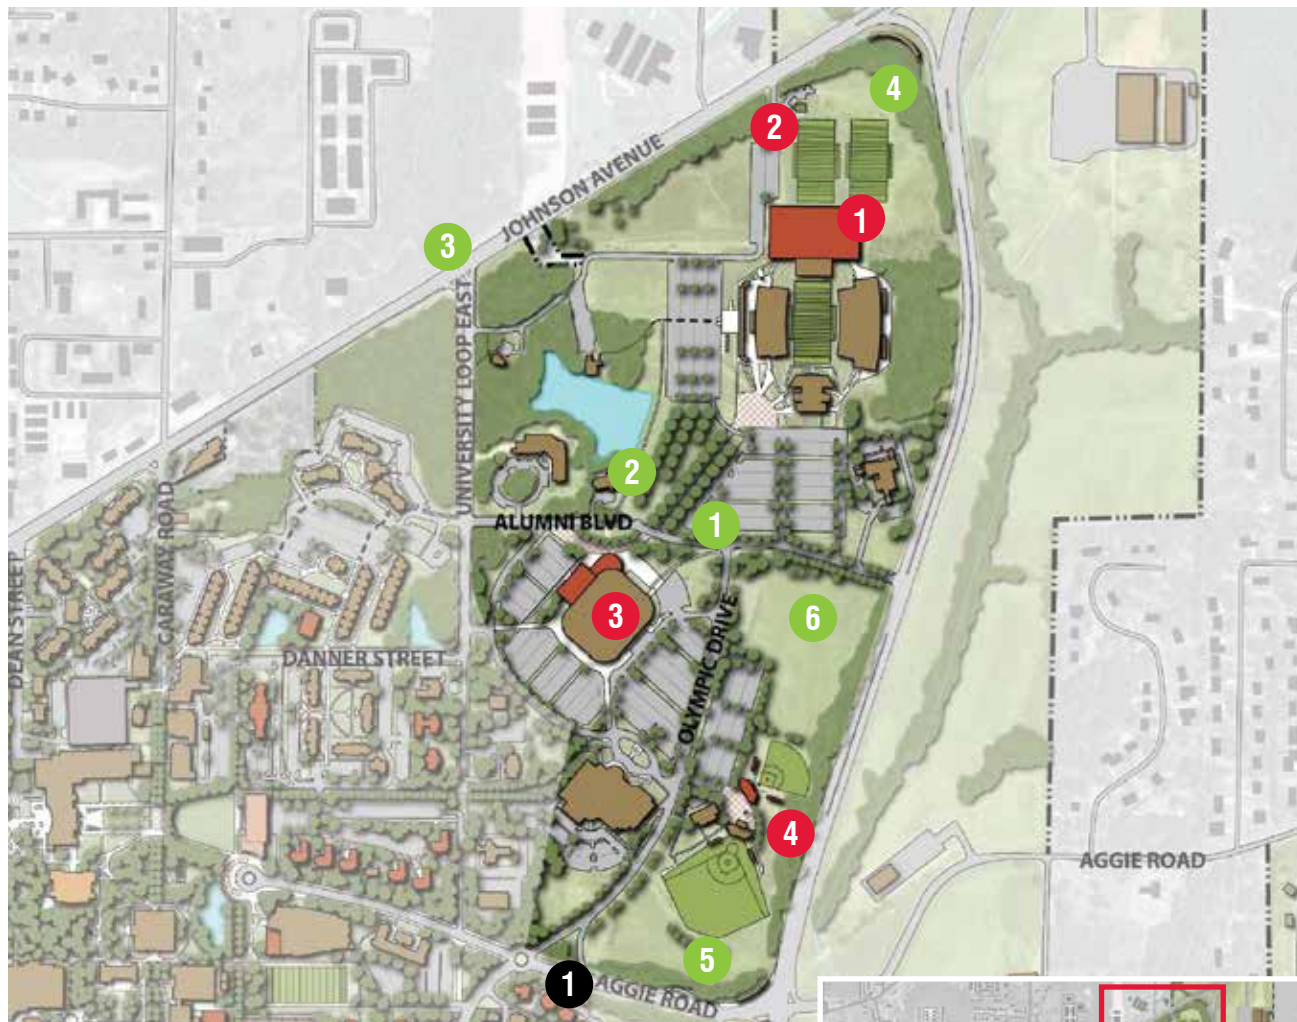 4
2
1
JOHNSON AVENUE
3
UNIVERSITY LOOP EAST
2
ALUMNI BLVD
1
CARAWAY ROAD
DEAN STREET
3
6
DANNER STREET
OLYMPIC DRIVE
4
AGGIE ROAD
5
1
AGGIE ROAD